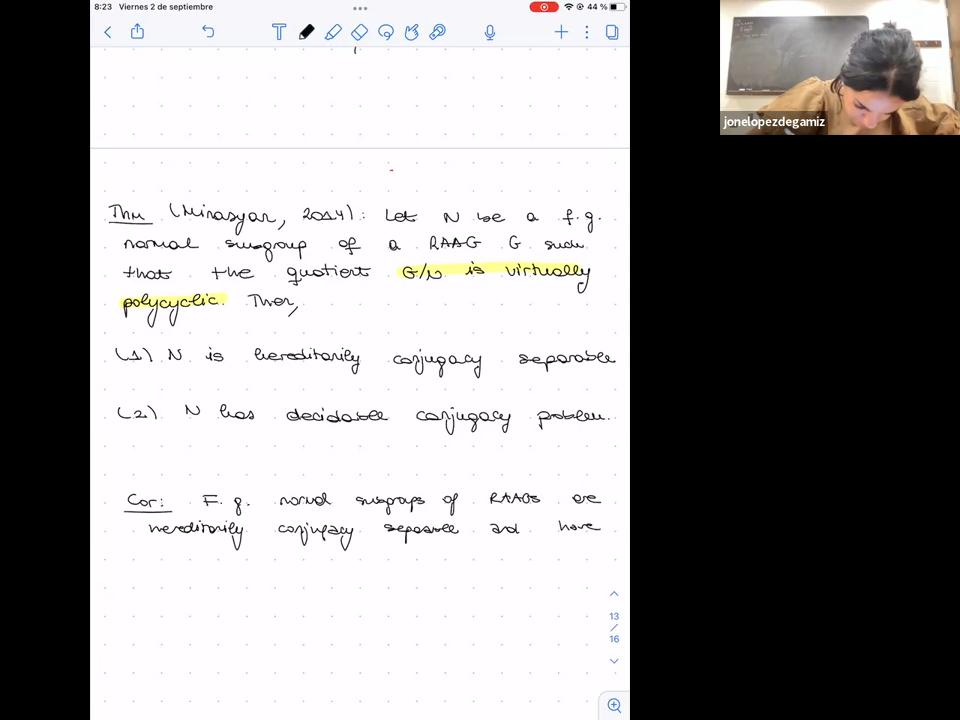 8:23 Viernes 2 de septiembre
44 %
jonelopezdegamiz
Thm (Minasyan, 2014): Let N be a f.g.
normal subgroup of a RAAG G such
that the quotient G/N is virtually
polycyclic. Then,
(1) N is hereditarily conjugacy separable
(2) N has decidable conjugacy problem.
Cor: F.g. normal subgroups of RAAGs are
hereditarily conjugacy separable and have
13
/
16